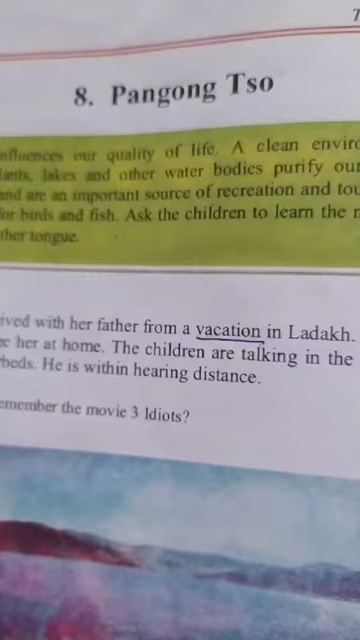 8. Pangong Tso
nfluences our quality of life. A clean enviro
lants, lakes and other water bodies purify our
and are an important source of recreation and tou
for birds and fish. Ask the children to learn the
ther tongue.
ived with her father from a vacation in Ladakh.
her at home. The children are talking in the
beds. He is within hearing distance.
emember the movie 3 Idiots?